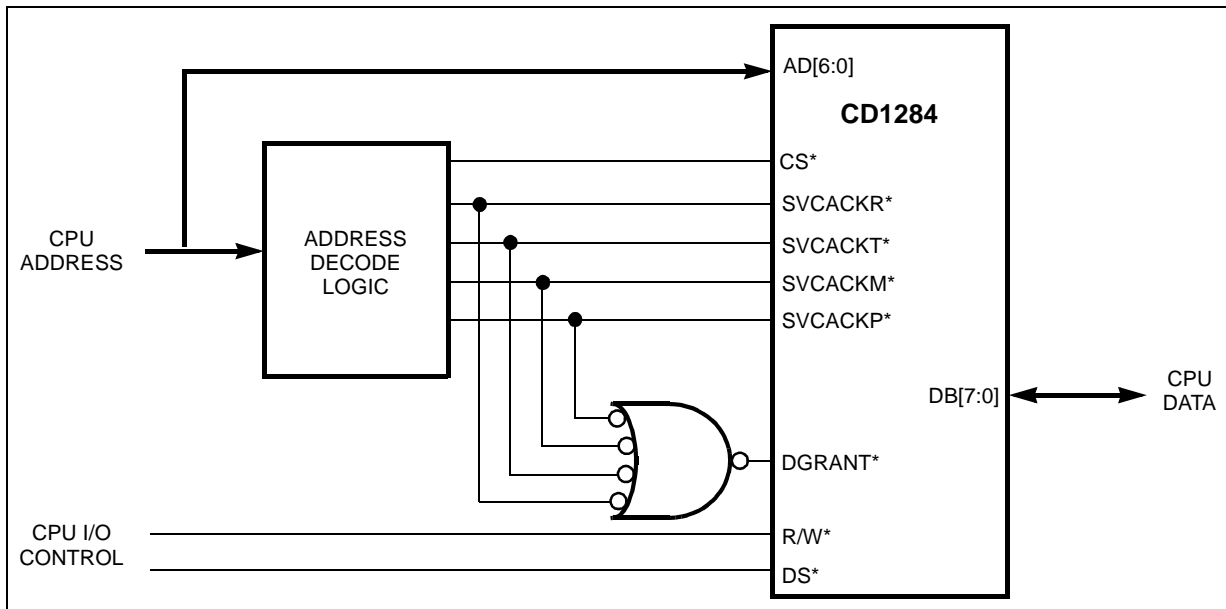 AD[6:0]
CD1284
CS*
SVCACKR*
CPU
ADDRESS
ADDRESS
DECODE
LOGIC
SVCACKT*
SVCACKM*
SVCACKP*
DB[7:0]
CPU
DATA
DGRANT*
CPU I/O
CONTROL
R/W*
DS*